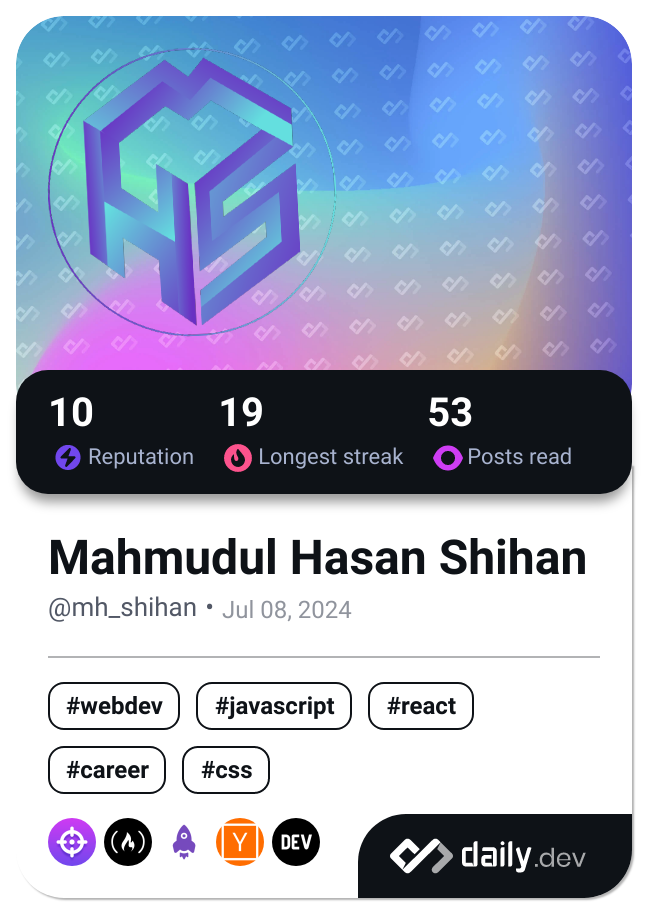 MHS
10 19 53
Reputation Longest streak Posts read
Mahmudul Hasan Shihan
@mh_shihan • Jul 08, 2024
#webdev #javascript #react
#career #css
Y DEV
daily.dev